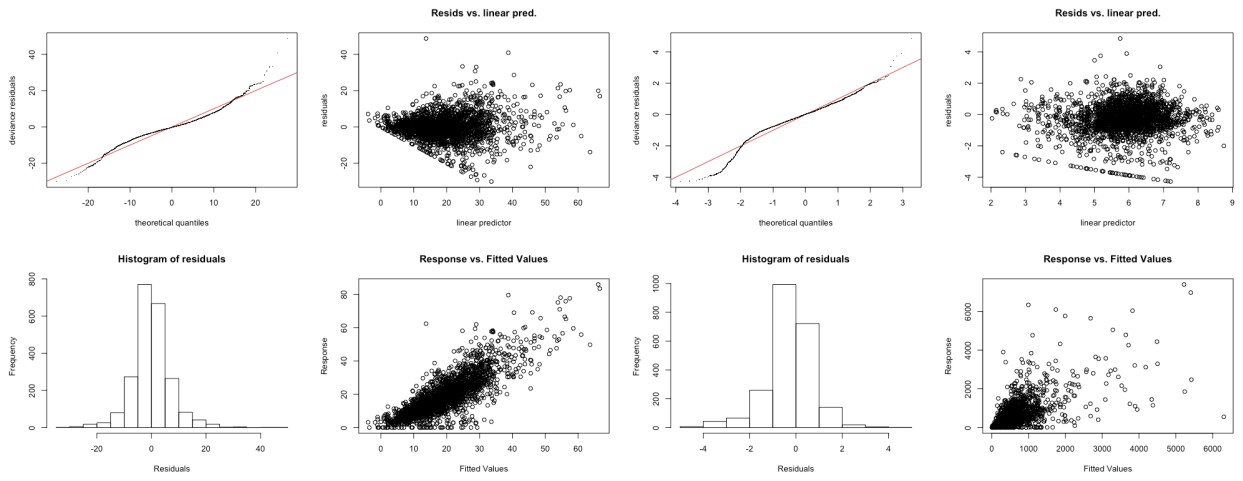 Resids vs. linear pred.
deviance residuals
40
20
0
-20
-20 -10 0 10 20
theoretical quantiles
residuals
40
20
0
-20
0 10 20 30 40 50 60
linear predictor
Resids vs. linear pred.
deviance residuals
4
2
0
-2
-4
-4 -3 -2 -1 0 1 2 3
theoretical quantiles
residuals
4
2
0
-2
-4
2 3 4 5 6 7 8 9
linear predictor
Histogram of residuals
Frequency
800
600
400
200
0
-20 0 20 40
Residuals
Response vs. Fitted Values
Response
80
60
40
20
0
0 10 20 30 40 50 60
Fitted Values
Histogram of residuals
Frequency
1000
800
600
400
200
0
-4 -2 0 2 4
Residuals
Response vs. Fitted Values
Response
6000
4000
2000
0
0 1000 2000 3000 4000 5000 6000
Fitted Values